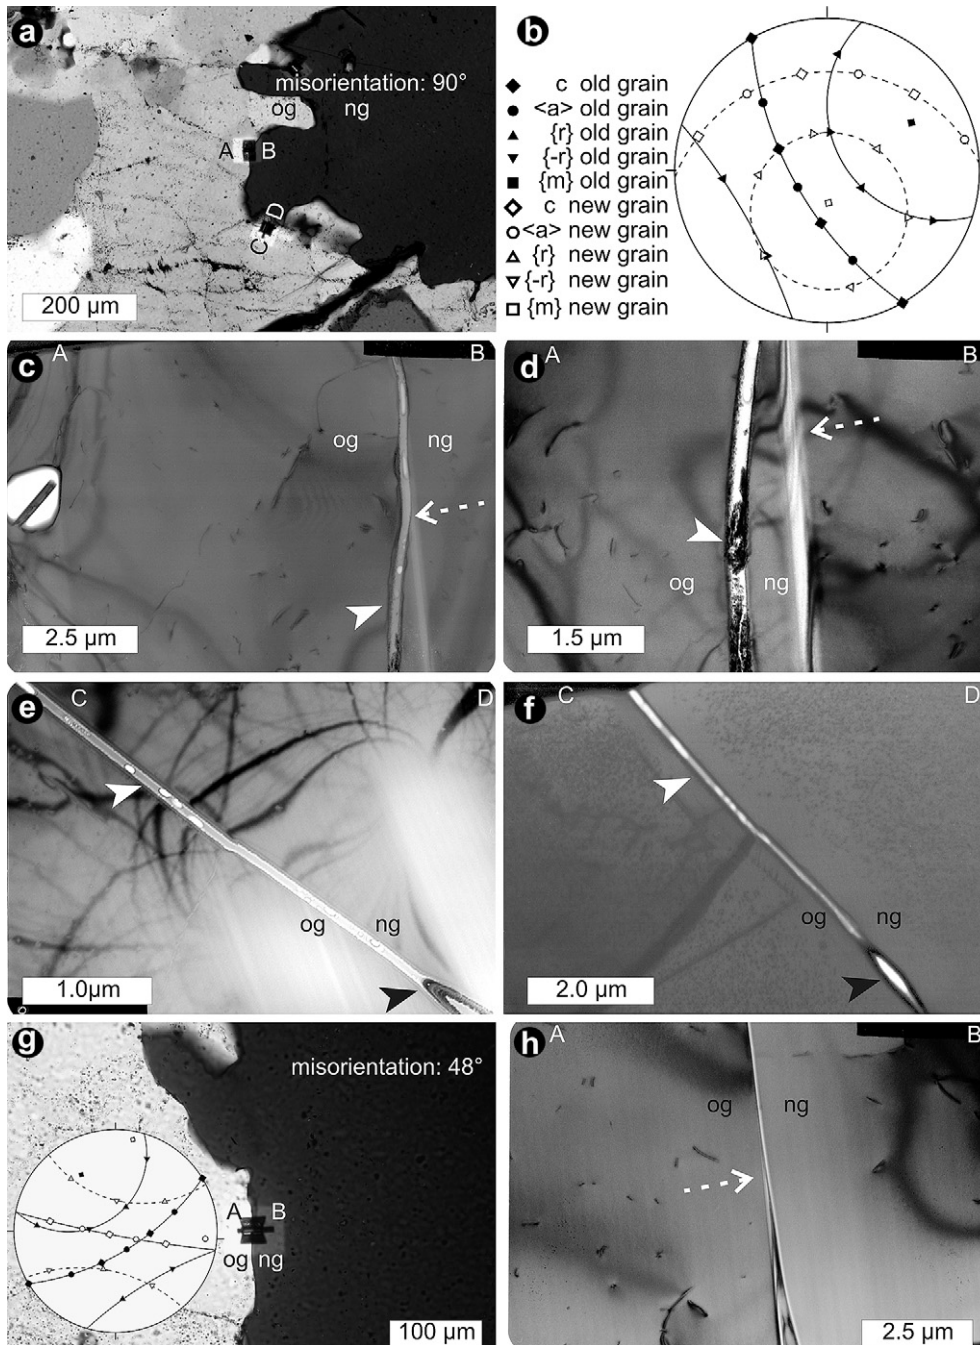 a
misorientation: 90°
og
ng
A
B
C
D
200 µm
b
c old grain
<a> old grain
{r} old grain
{-r} old grain
{m} old grain
c new grain
<a> new grain
{r} new grain
{-r} new grain
{m} new grain
c
A
B
og
ng
2.5 µm
d
A
B
og
ng
1.5 µm
e
C
D
og
ng
1.0µm
f
C
D
og
ng
2.0 µm
g
misorientation: 48°
A
B
og
ng
100 µm
h
A
B
og
ng
2.5 µm